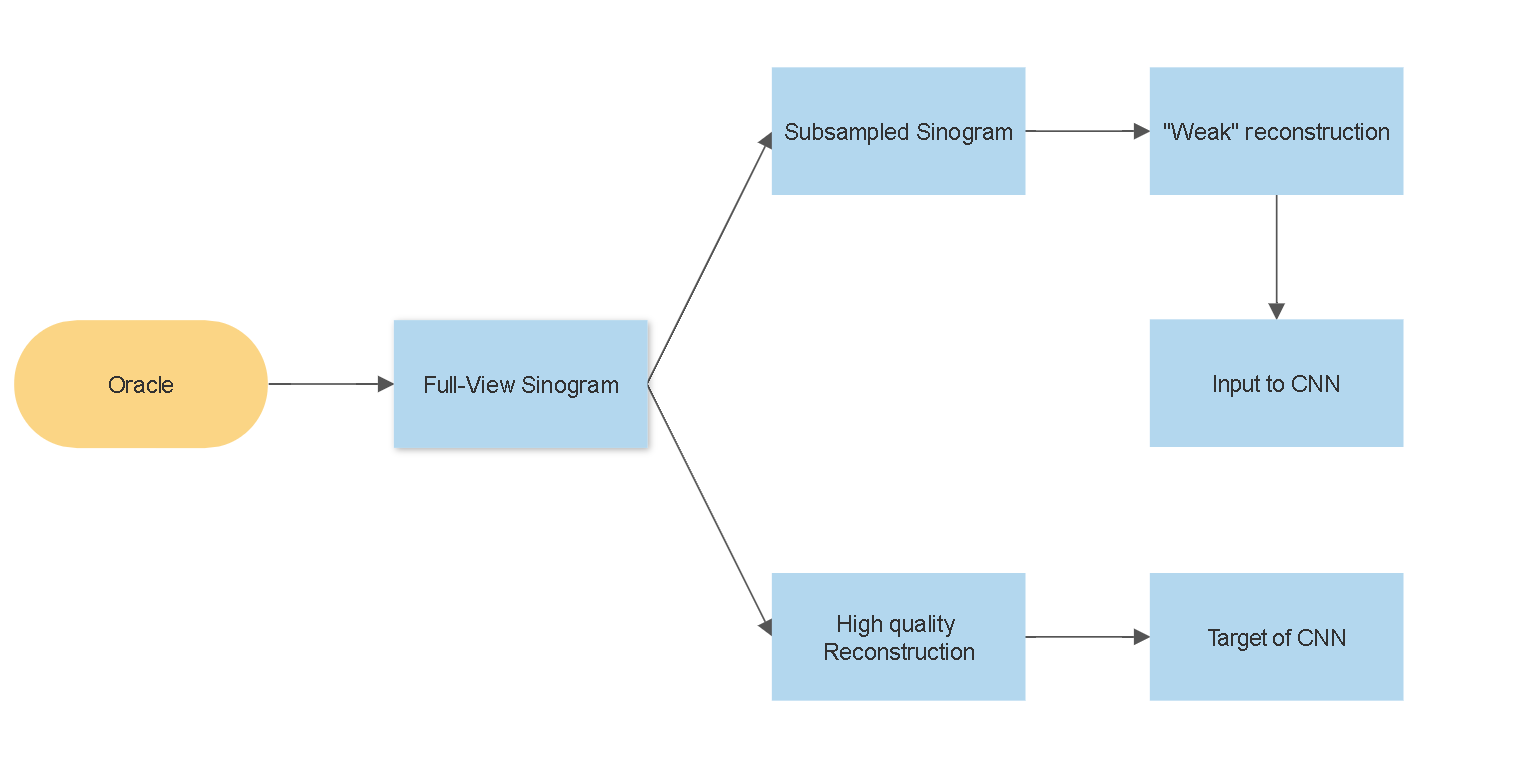 Subsampled Sinogram
"Weak" reconstruction
Oracle
Full-View Sinogram
Input to CNN
High quality
Reconstruction
Target of CNN